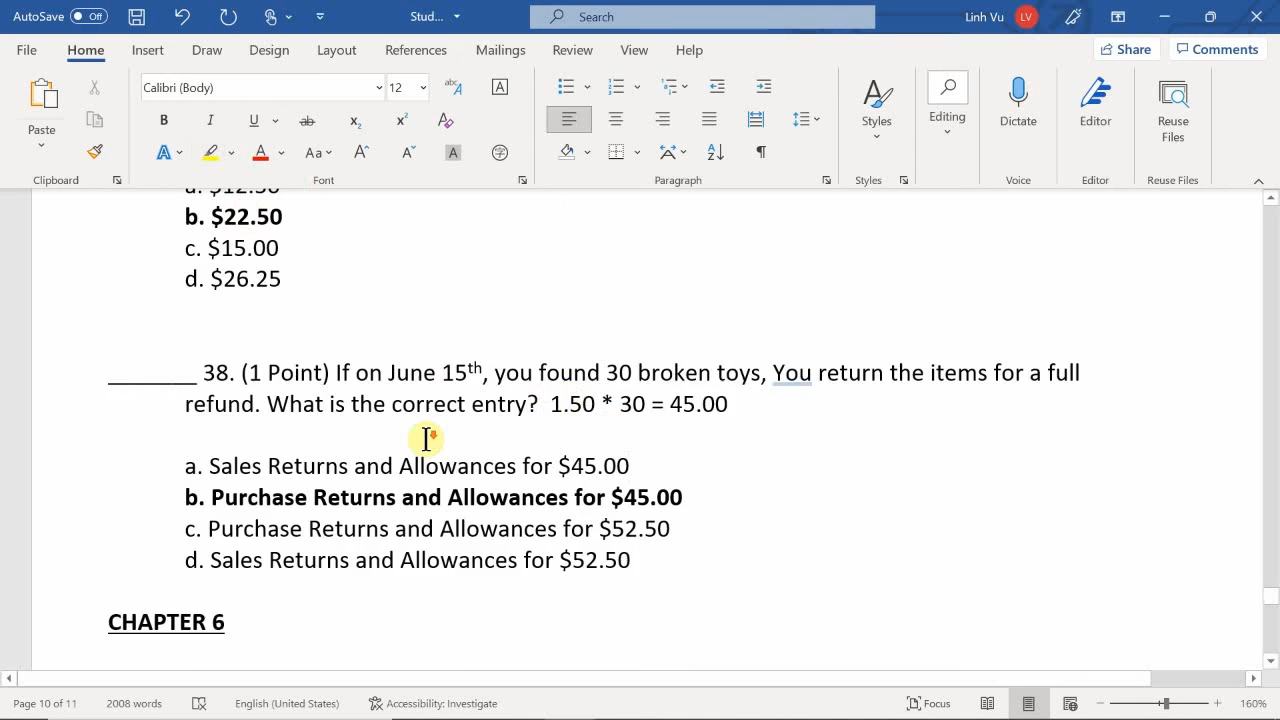 AutoSave Off Stud... Search Linh Vu LV
File Home Insert Draw Design Layout References Mailings Review View Help Share Comments
Calibri (Body) 12
Paste Editing Styles Dictate Editor Reuse Files
Clipboard Font Paragraph Styles Voice Editor Reuse Files
a. $12.50
b. $22.50
c. $15.00
d. $26.25
________ 38. (1 Point) If on June 15th, you found 30 broken toys, You return the items for a full
refund. What is the correct entry? 1.50 * 30 = 45.00
a. Sales Returns and Allowances for $45.00
b. Purchase Returns and Allowances for $45.00
c. Purchase Returns and Allowances for $52.50
d. Sales Returns and Allowances for $52.50
CHAPTER 6
Page 10 of 11 2008 words English (United States) Accessibility: Investigate Focus 160%